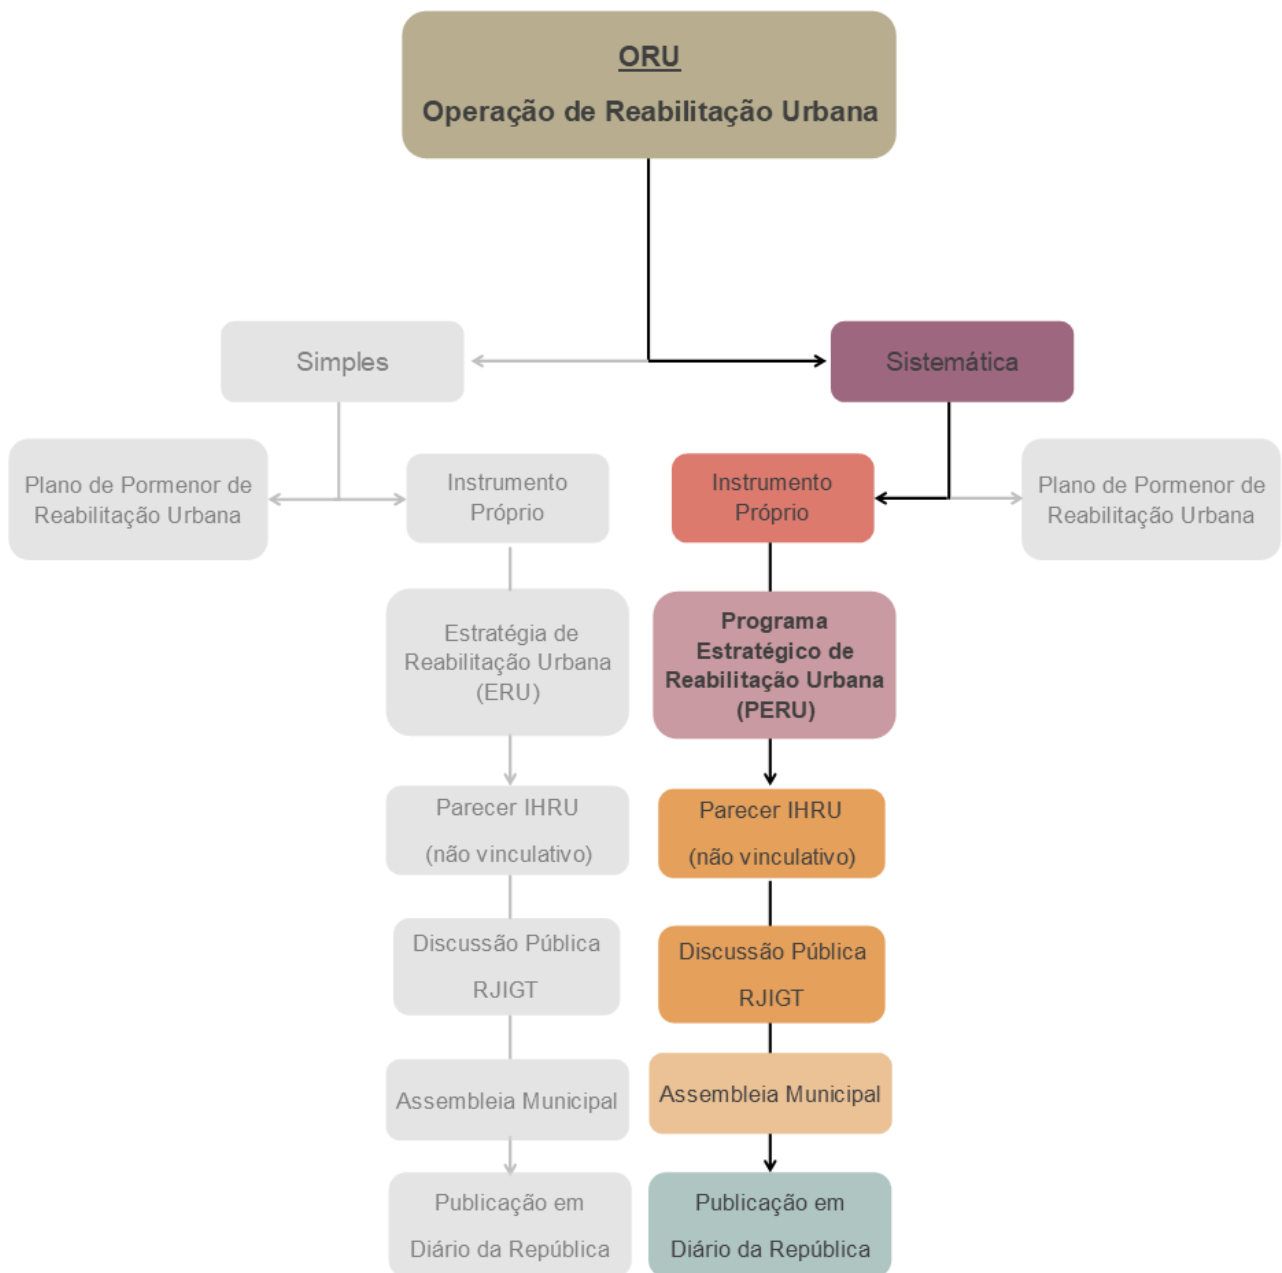 ORU
Operação de Reabilitação Urbana
Simples
Sistemática
Plano de Pormenor de
Reabilitação Urbana
Instrumento
Próprio
Instrumento
Próprio
Plano de Pormenor de
Reabilitação Urbana
Estratégia de
Reabilitação Urbana
(ERU)
Programa
Estratégico de
Reabilitação Urbana
(PERU)
Parecer IHRU
(não vinculativo)
Parecer IHRU
(não vinculativo)
Discussão Pública
RJIGT
Discussão Pública
RJIGT
Assembleia Municipal
Assembleia Municipal
Publicação em
Diário da República
Publicação em
Diário da República